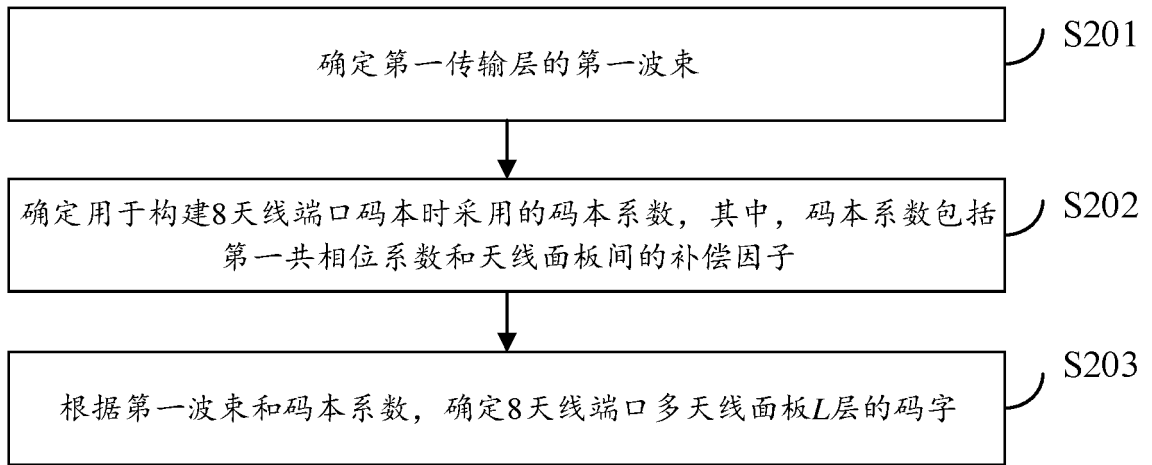 确定第一传输层的第一波束
S201
确定用于构建8天线端口码本时采用的码本系数，其中，码本系数包括
第一共相位系数和天线面板间的补偿因子
S202
根据第一波束和码本系数，确定8天线端口多天线面板L层的码字
S203